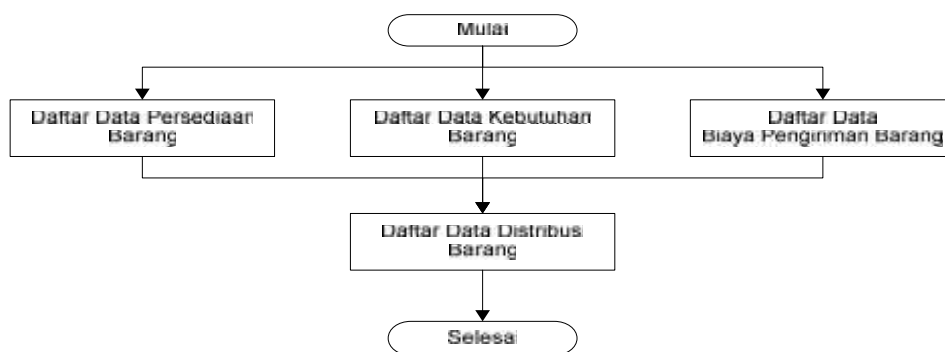 Mulai
Daftar Data Persediaan
Barang
Daftar Data Kebutuhan
Barang
Daftar Data
Biaya Pengiriman Barang
Daftar Data Distribusi
Barang
Selesai